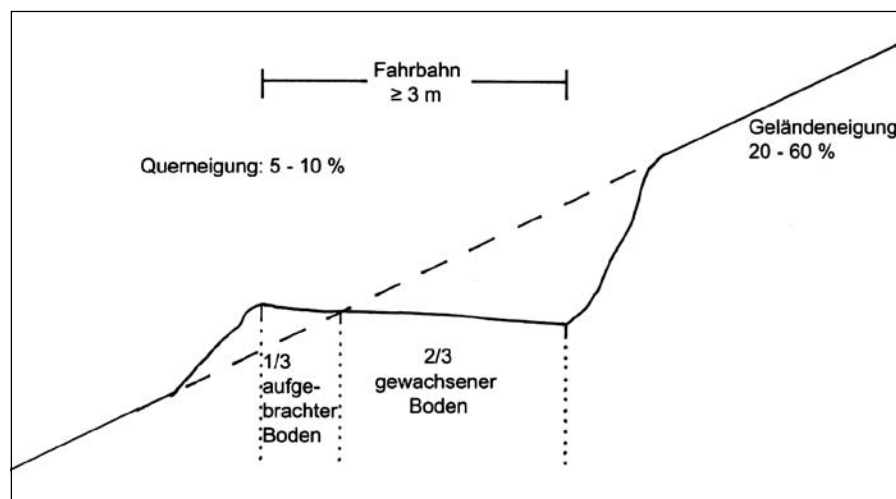 Fahrbahn
≥ 3 m
Geländeneigung
20 - 60 %
Querneigung: 5 - 10 %
1/3
aufge-
brachter
Boden
2/3
gewachsener
Boden